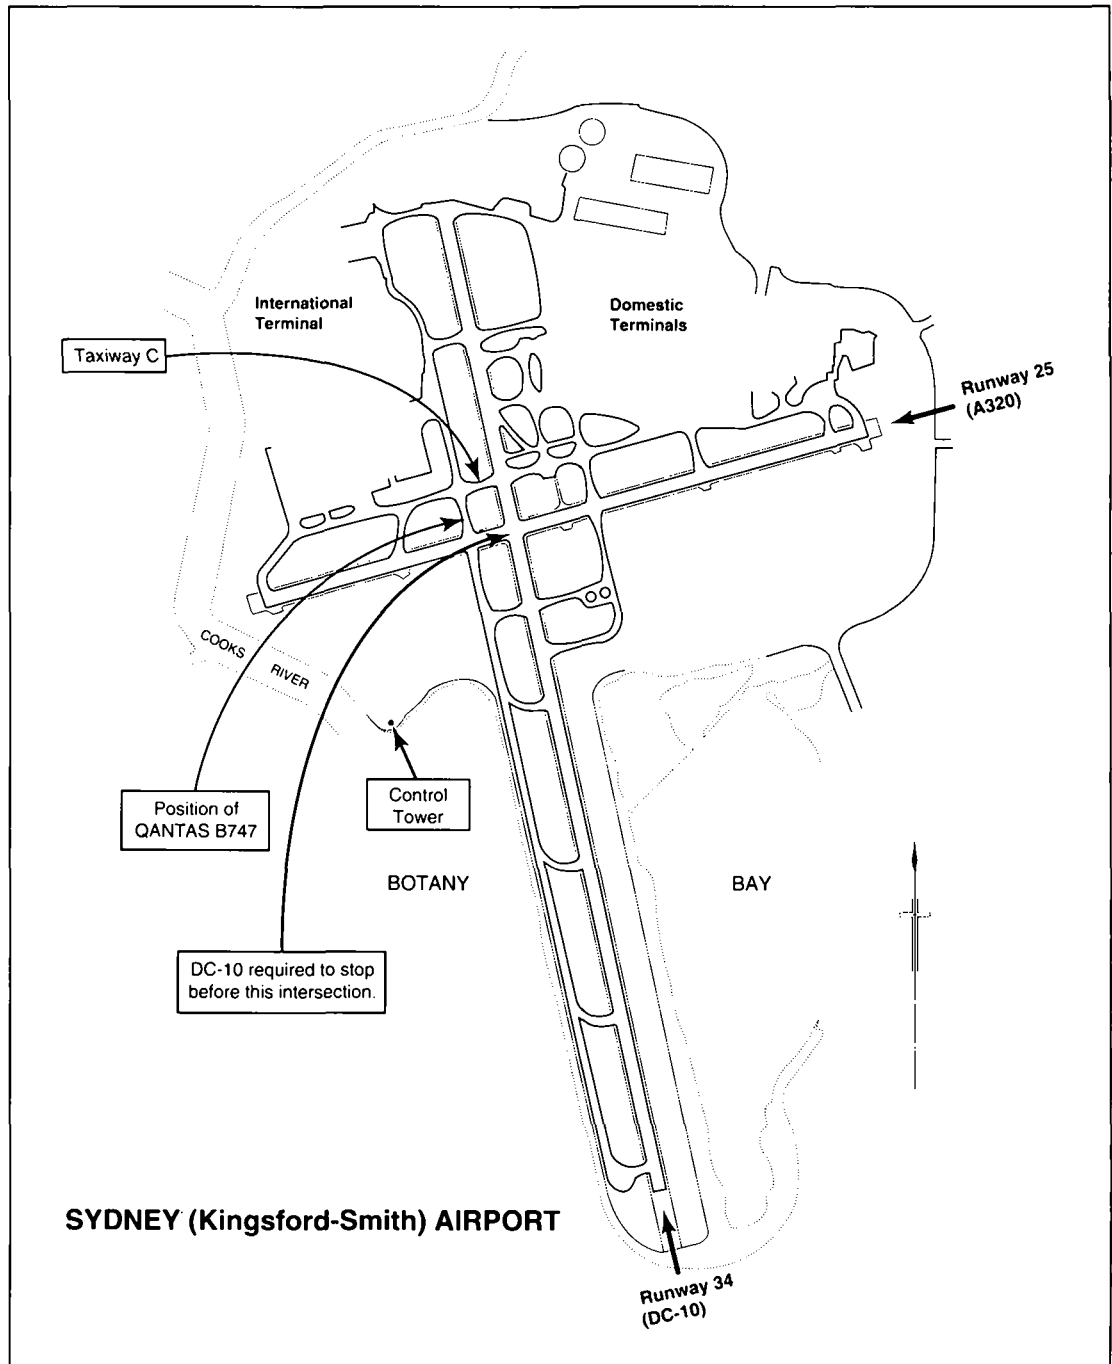 International
Terminal
Domestic
Terminals
Taxiway C
Runway 25
(A320)
COOKS
RIVER
Position of
QANTAS B747
Control
Tower
BOTANY
BAY
DC-10 required to stop
before this intersection.
SYDNEY (Kingsford-Smith) AIRPORT
Runway 34
(DC-10)